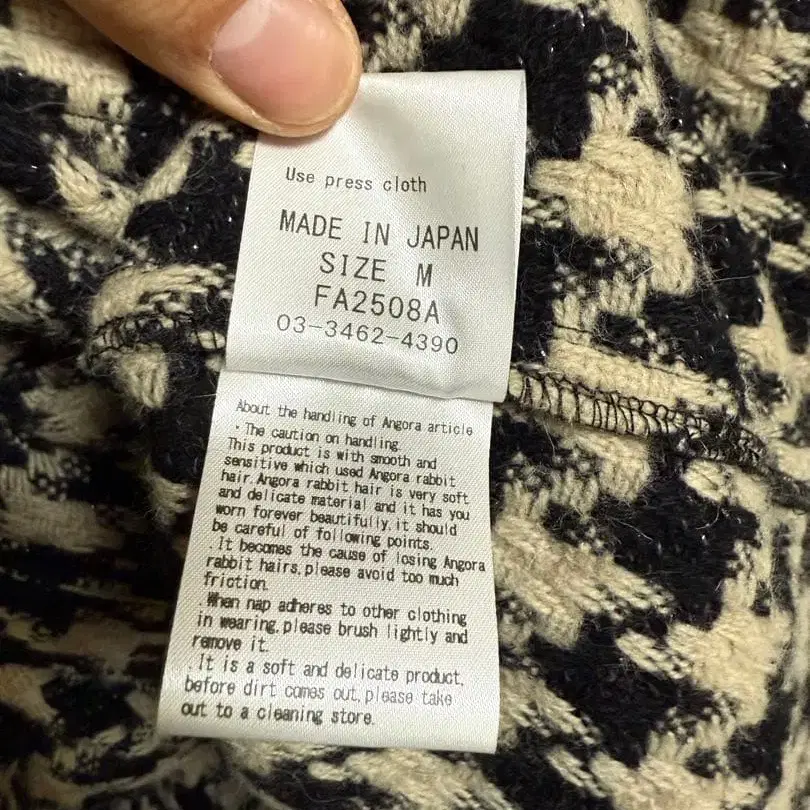 Use press cloth
MADE IN JAPAN
SIZE M
FA2508A
03-3462-4390
About the handling of Angora article
・The caution on handling.
This product is with smooth and
sensitive which used Angora rabbit
hair. Angora rabbit hair is very soft
and delicate material and it has you
worn forever beautifully, it should
be careful of following points.
.It becomes the cause of losing Angora
rabbit hairs, please avoid too much
friction.
.When nap adheres to other clothing
in wearing, please brush lightly and
remove it.
.It is a soft and delicate product,
before dirt comes out, please take
out to a cleaning store.